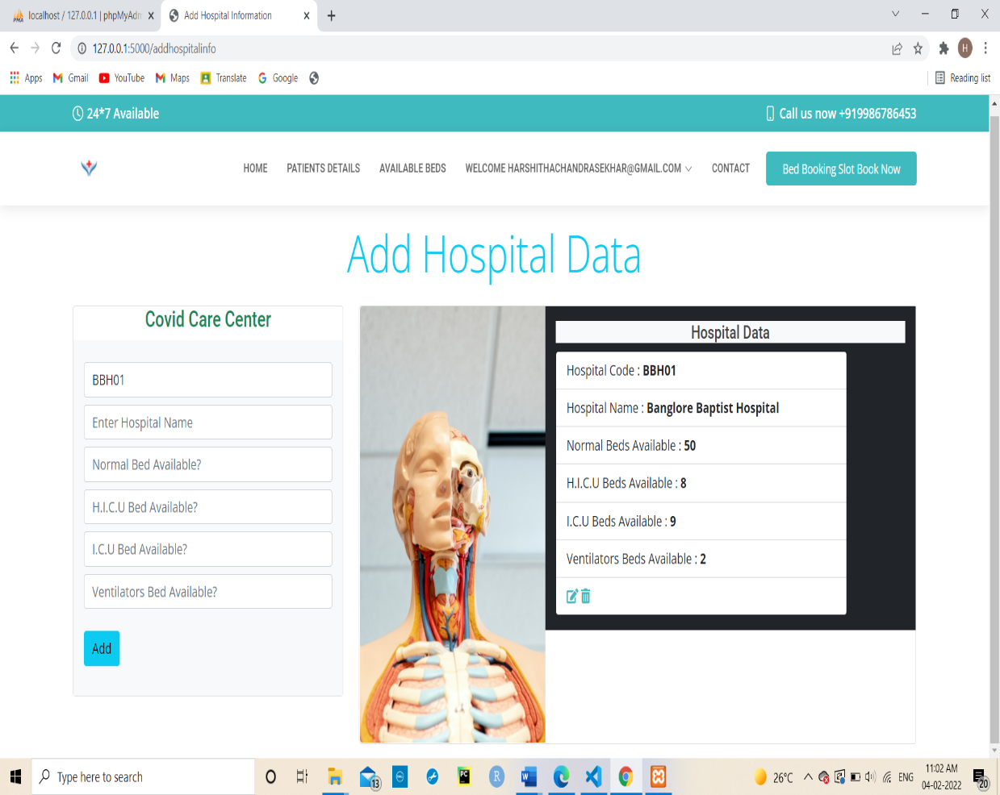 localhost / 127.0.0.1 | phpMyAdm
Add Hospital Information
127.0.0.1:5000/addhospitalinfo
H
Apps
Gmail
YouTube
Maps
Translate
Google
Reading list
24*7 Available
Call us now +919986786453
HOME
PATIENTS DETAILS
AVAILABLE BEDS
WELCOME HARSHITHACHANDRASEKHAR@GMAIL.COM
CONTACT
Bed Booking Slot Book Now
Add Hospital Data
Covid Care Center
BBH01
Enter Hospital Name
Normal Bed Available?
H.I.C.U Bed Available?
I.C.U Bed Available?
Ventilators Bed Available?
Add
Hospital Data
Hospital Code : BBH01
Hospital Name : Banglore Baptist Hospital
Normal Beds Available : 50
H.I.C.U Beds Available : 8
I.C.U Beds Available : 9
Ventilators Beds Available : 2
Type here to search
13
PC
R
W
26°C
ENG
11:02 AM
04-02-2022
20